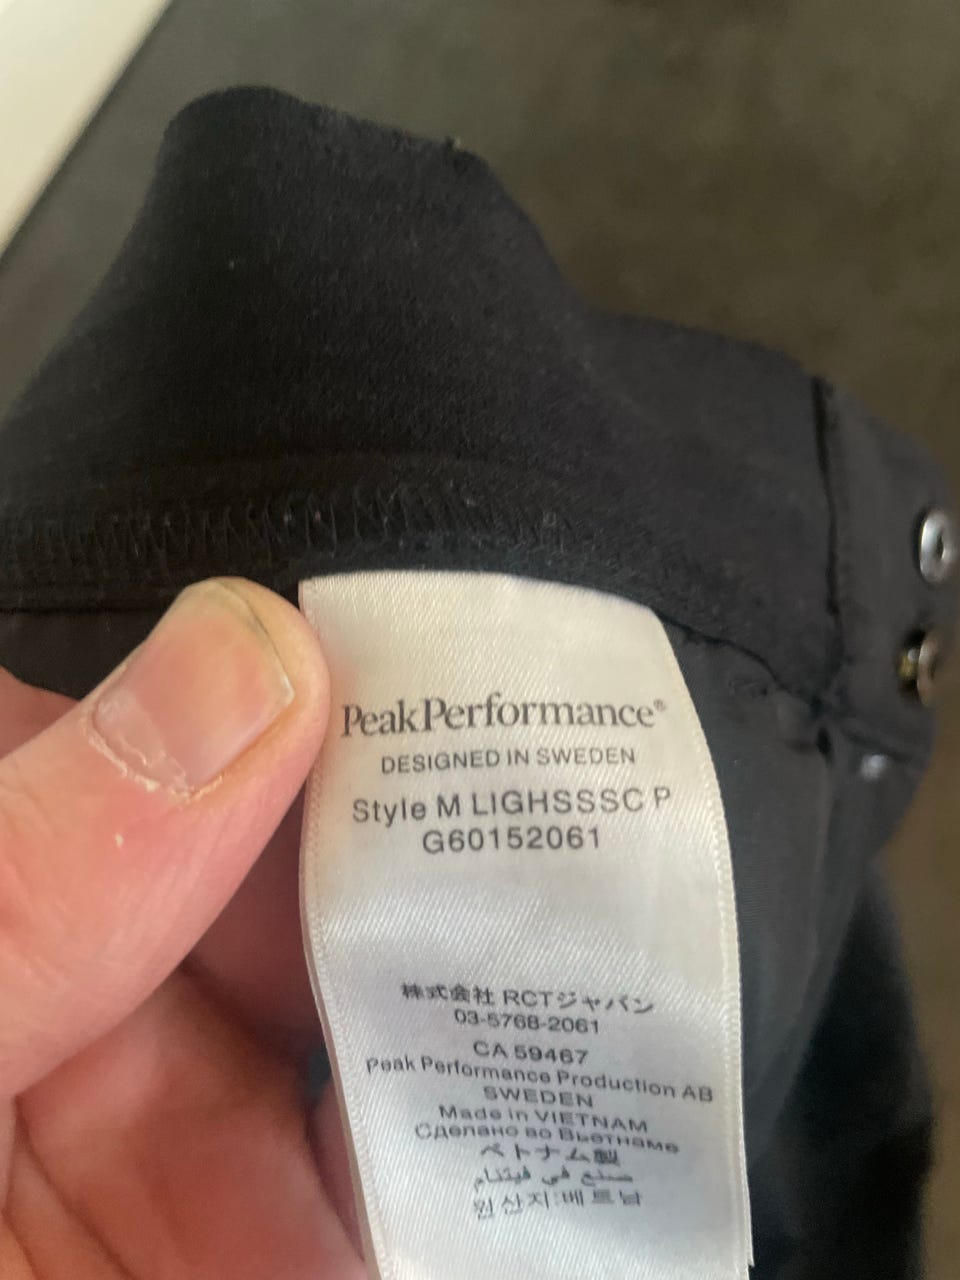 PeakPerformance®
DESIGNED IN SWEDEN
Style M LIGHSSSC P
G60152061
株式会社 RCTジャパン
03-5768-2061
CA 59467
Peak Performance Production AB
SWEDEN
Made in VIETNAM
Сделано во Вьетнаме
ベトナム製
صنع في فيتنام
원산지:베트남